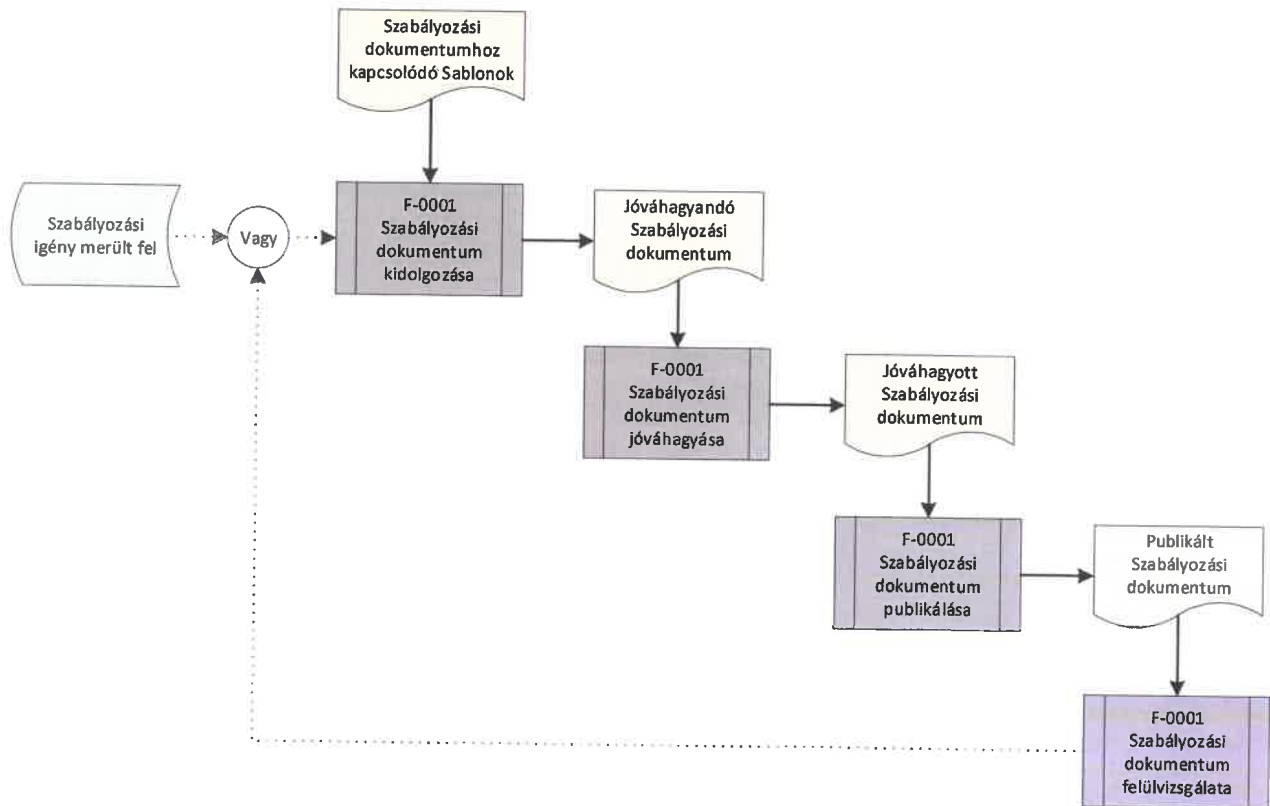 Szabályozási
dokumentumhoz
kapcsolódó Sablonok
Szabályozási
igény merült fel
Vagy
F-0001
Szabályozási
dokumentum
kidolgozása
Jóváhagyandó
Szabályozási
dokumentum
F-0001
Szabályozási
dokumentum
jóváhagyása
Jóváhagyott
Szabályozási
dokumentum
F-0001
Szabályozási
dokumentum
publikálása
Publikált
Szabályozási
dokumentum
F-0001
Szabályozási
dokumentum
felülvizsgálata